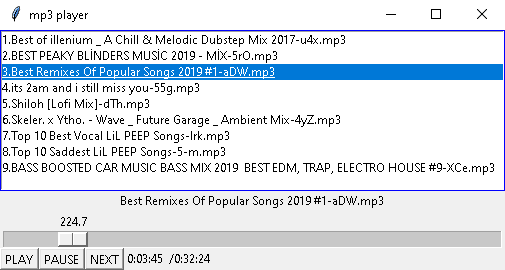 mp3 player
1.Best of illenium _ A Chill & Melodic Dubstep Mix 2017-u4x.mp3
2.BEST PEAKY BLİNDERS MUSİC 2019 - MİX-5rO.mp3
3.Best Remixes Of Popular Songs 2019 #1-aDW.mp3
4.its 2am and i still miss you-55g.mp3
5.Shiloh [Lofi Mix]-dTh.mp3
6.Skeler. x Ytho. - Wave _ Future Garage _ Ambient Mix-4yZ.mp3
7.Top 10 Best Vocal LiL PEEP Songs-Irk.mp3
8.Top 10 Saddest LiL PEEP Songs-5-m.mp3
9.BASS BOOSTED CAR MUSIC BASS MIX 2019  BEST EDM, TRAP, ELECTRO HOUSE #9-XCe.mp3
Best Remixes Of Popular Songs 2019 #1-aDW.mp3
224.7
PLAY PAUSE NEXT 0:03:45 /0:32:24